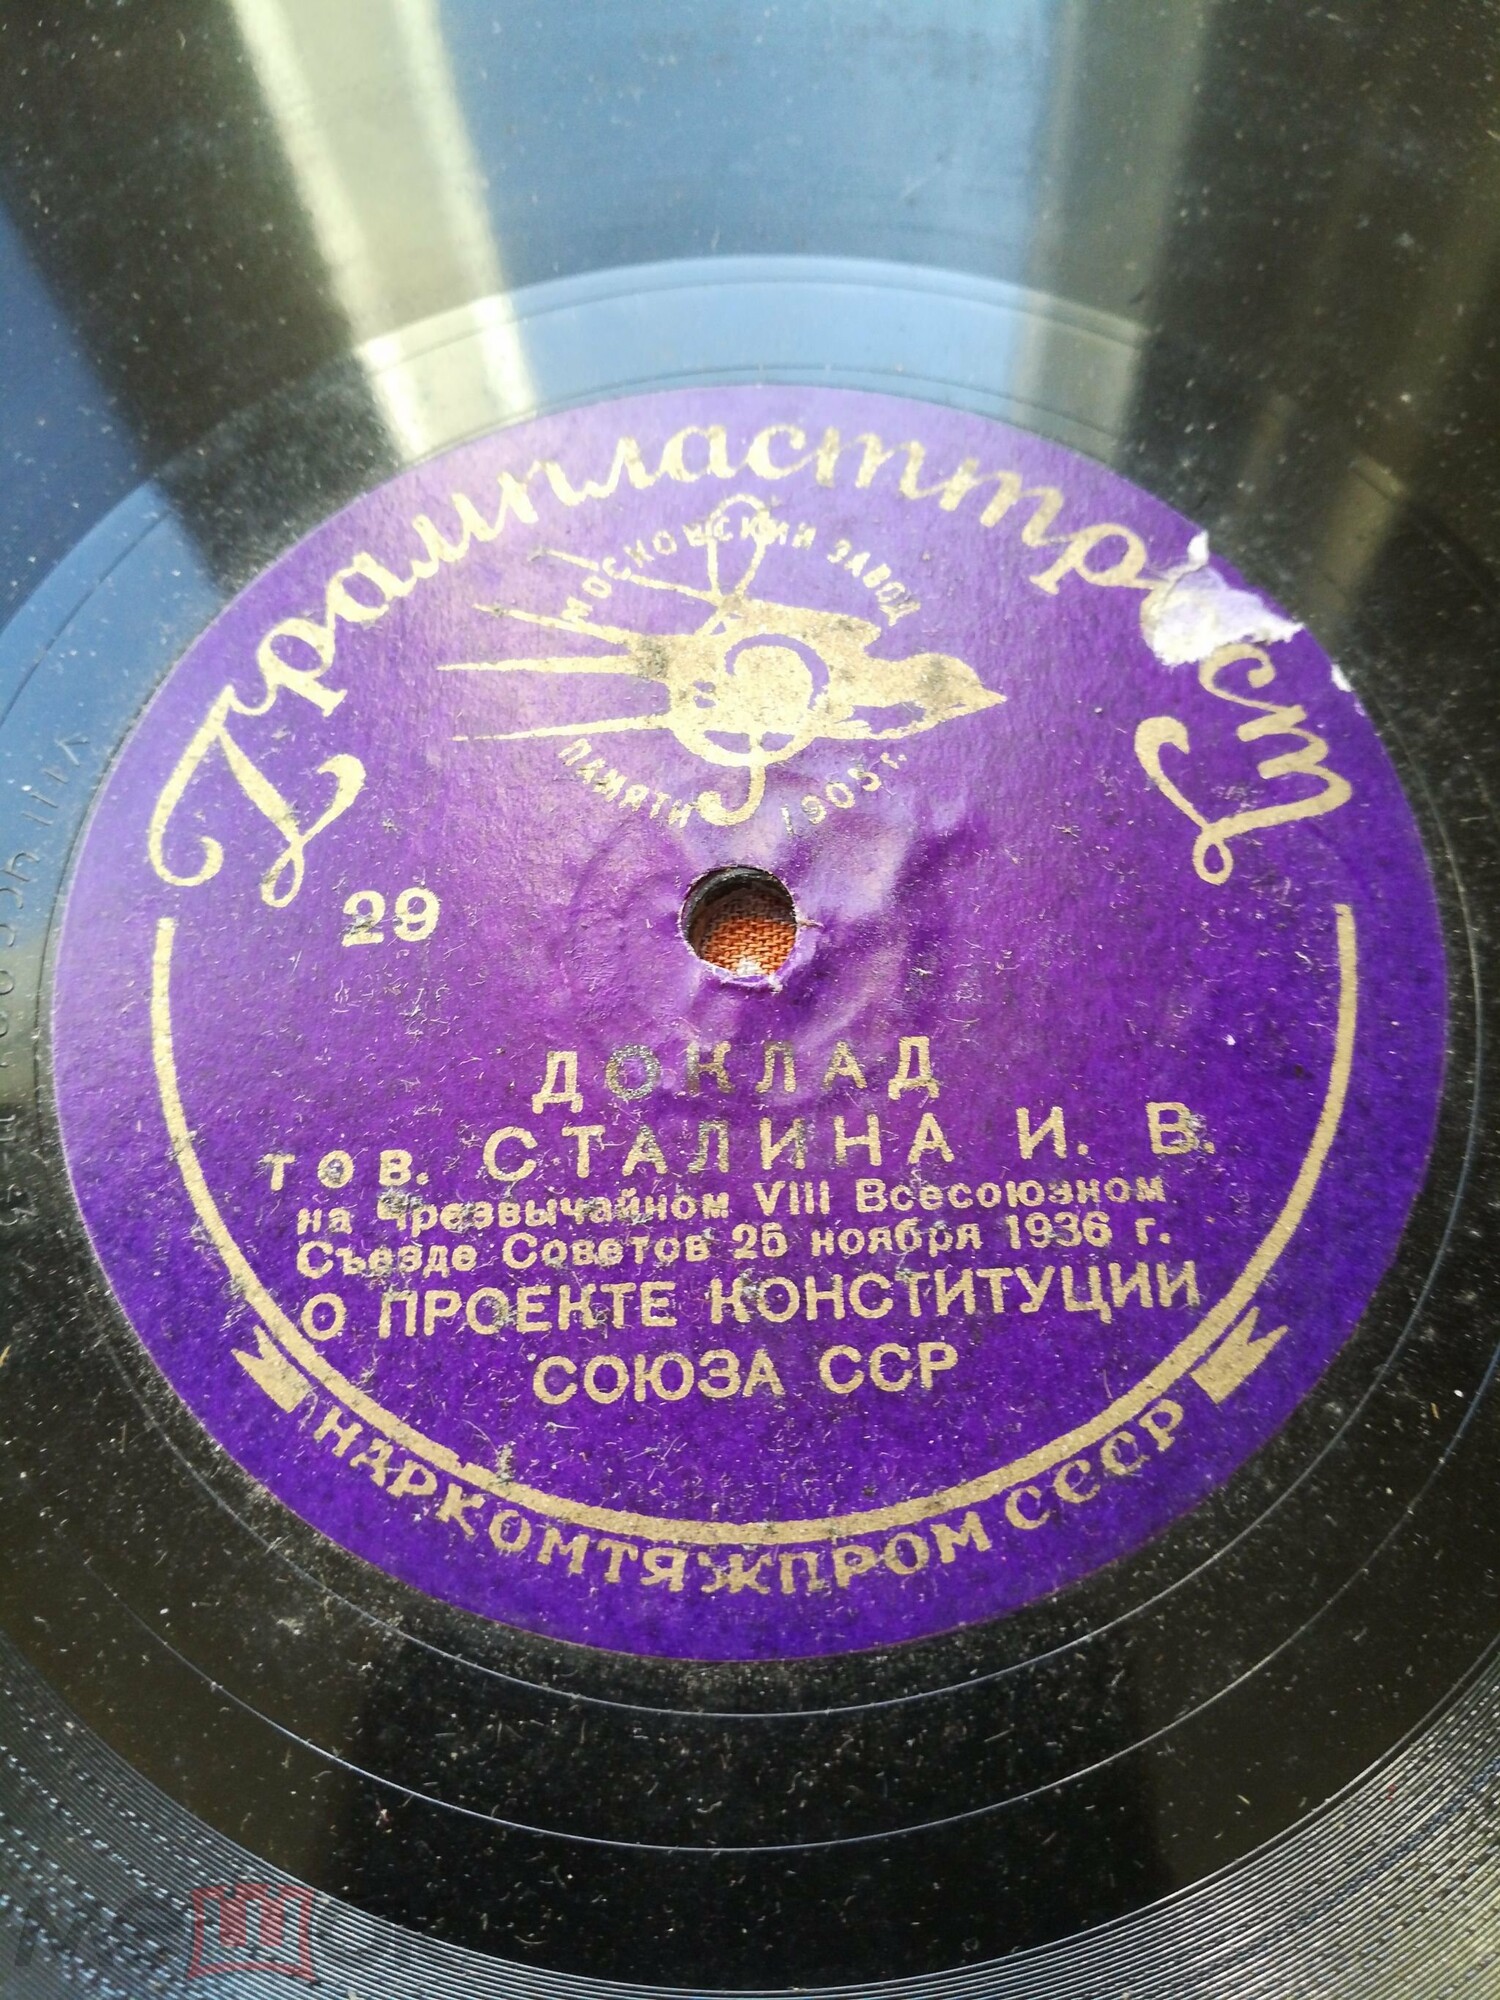 Грампласттрест
МОСКОВСКИЙ ЗАВОД
ПАМЯТИ 1905 г.
29
ДОКЛАД
тов. СТАЛИНА И. В.
на Чрезвычайном VIII Всесоюзном
Съезде Советов 25 ноября 1936 г.
О ПРОЕКТЕ КОНСТИТУЦИИ
СОЮЗА ССР
НАРКОМТЯЖПРОМ СССР